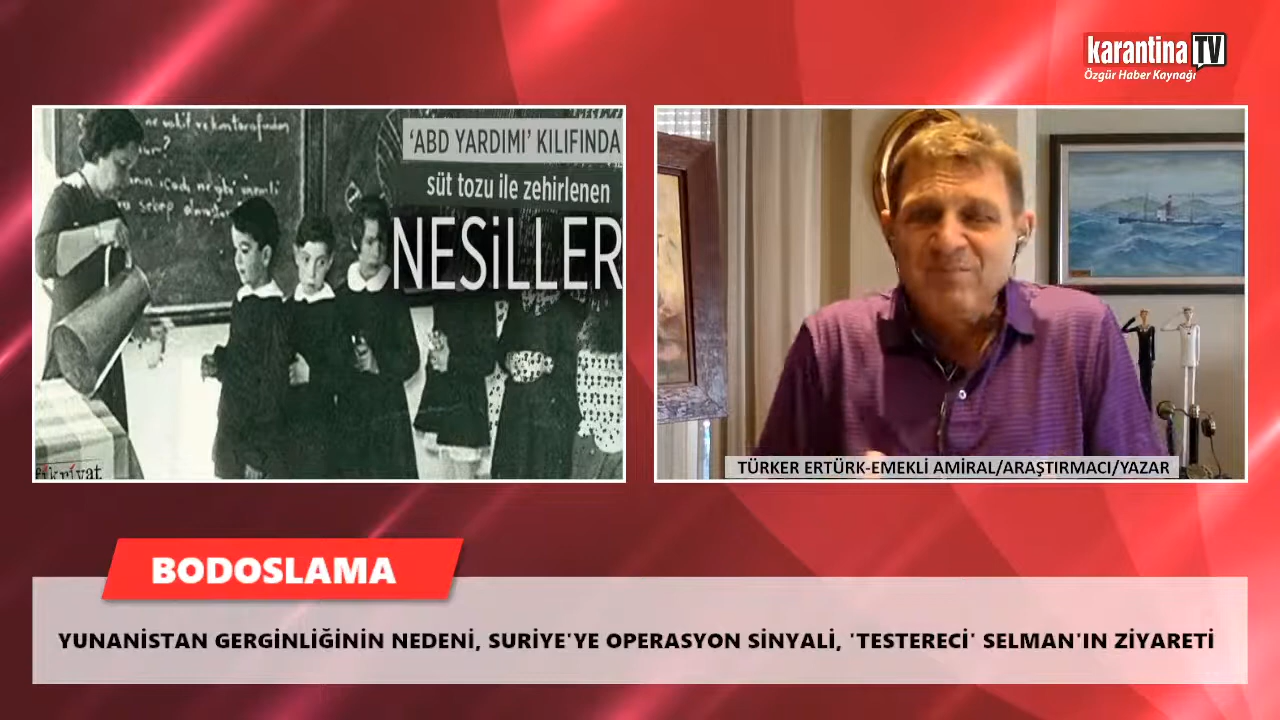 karantina TV
Özgür Haber Kaynağı
'ABD YARDIMI' KILIFINDA
süt tozu ile zehirlenen
NESiLLER
fikriyat
TÜRKER ERTÜRK-EMEKLİ AMİRAL/ARAŞTIRMACI/YAZAR
BODOSLAMA
YUNANİSTAN GERGİNLİĞİNİN NEDENİ, SURİYE'YE OPERASYON SİNYALİ, 'TESTERECİ' SELMAN'IN ZİYARETİ